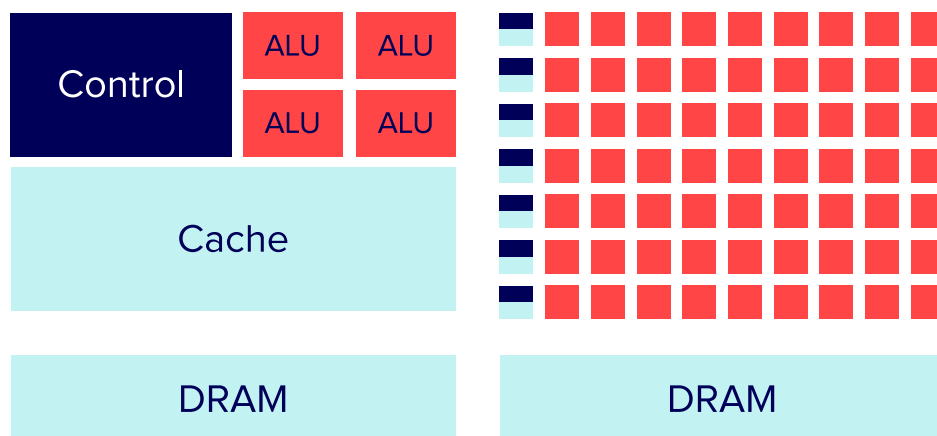 Control
ALU ALU
ALU ALU
Cache
DRAM
DRAM